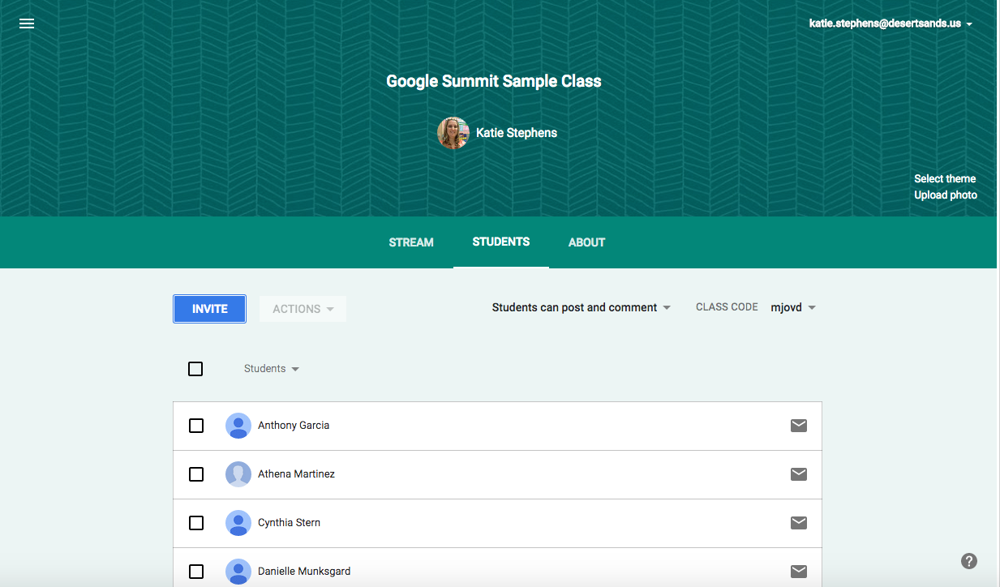 katie.stephens@desertsands.us
Google Summit Sample Class
Katie Stephens
Select theme
Upload photo
STREAM STUDENTS ABOUT
INVITE ACTIONS Students can post and comment CLASS CODE mjovd
Students
Anthony Garcia
Athena Martinez
Cynthia Stern
Danielle Munksgard
?